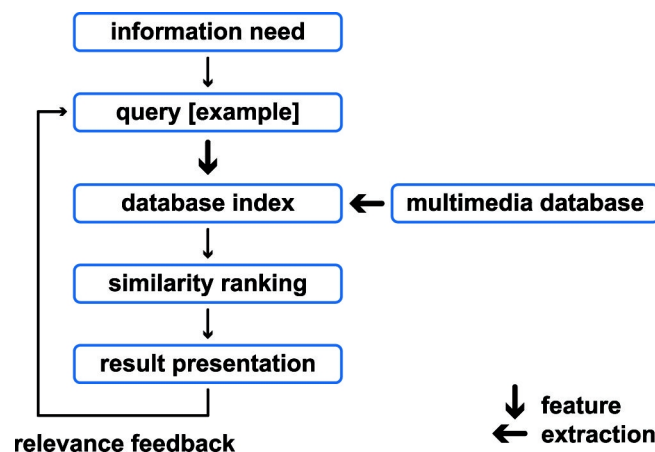 information need
query [example]
database index
multimedia database
similarity ranking
result presentation
relevance feedback
feature
extraction